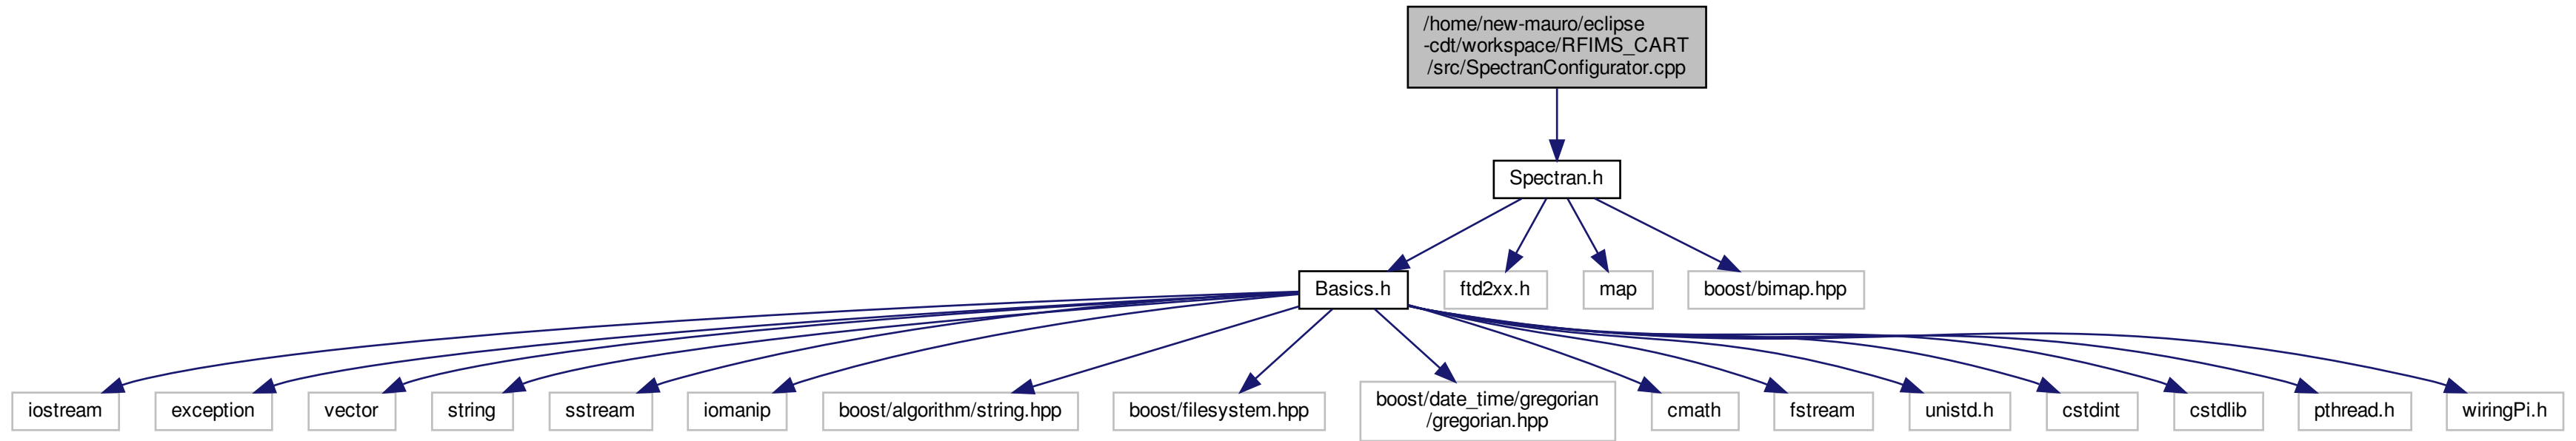 /home/new-mauro/eclipse
-cdt/workspace/RFIMS_CART
/src/SpectranConfigurator.cpp
Spectran.h
Basics.h
ftd2xx.h
map
boost/bimap.hpp
iostream
exception
vector
string
sstream
iomanip
boost/algorithm/string.hpp
boost/filesystem.hpp
boost/date_time/gregorian
/gregorian.hpp
cmath
fstream
unistd.h
cstdint
cstdlib
pthread.h
wiringPi.h